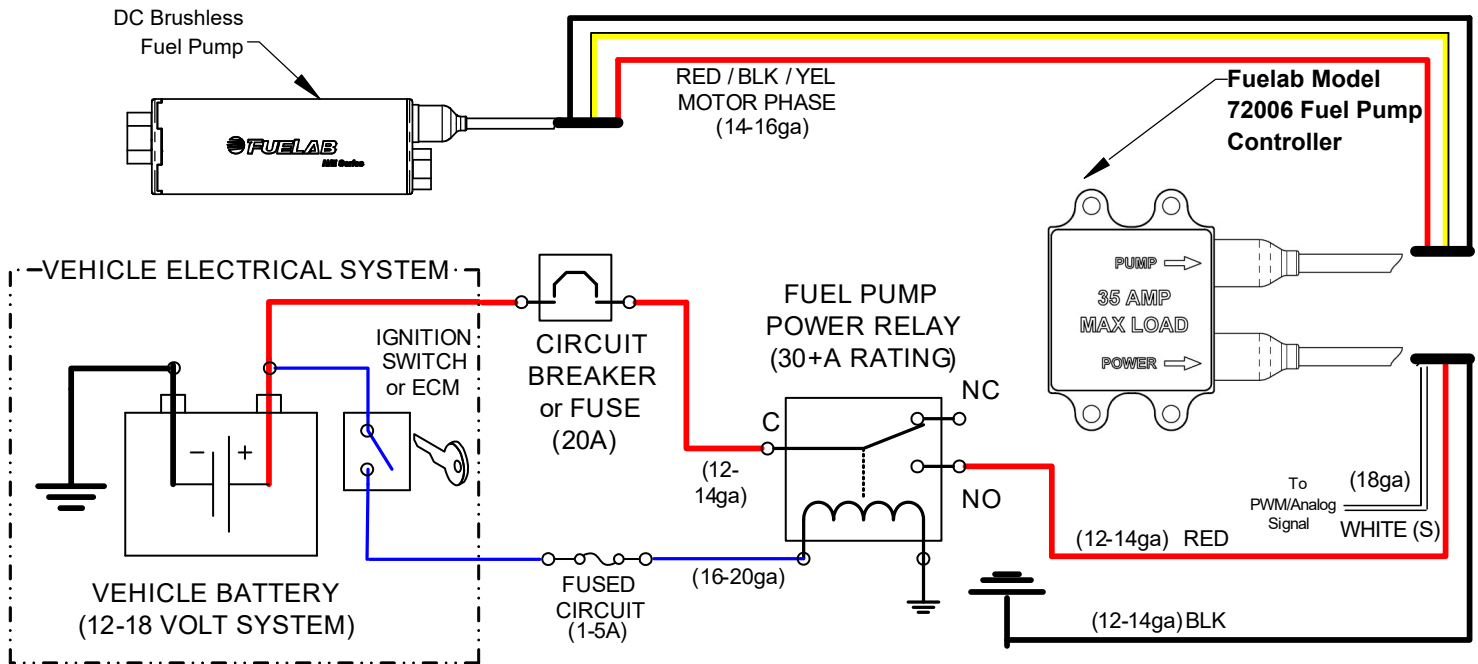 DC Brushless
Fuel Pump
FUELAB
RED / BLK / YEL
MOTOR PHASE
(14-16ga)
Fuelab Model
72006 Fuel Pump
Controller
PUMP
35 AMP
MAX LOAD
POWER
VEHICLE ELECTRICAL SYSTEM
IGNITION
SWITCH
or ECM
- +
VEHICLE BATTERY
(12-18 VOLT SYSTEM)
CIRCUIT
BREAKER
or FUSE
(20A)
FUSED
CIRCUIT
(1-5A)
(16-20ga)
FUEL PUMP
POWER RELAY
(30+A RATING)
C
NC
NO
(12-
14ga)
To
PWM/Analog
Signal
(18ga)
WHITE (S)
(12-14ga) RED
(12-14ga) BLK